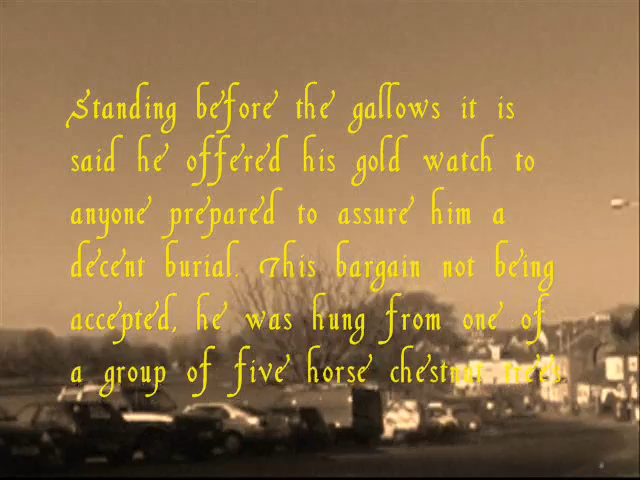 Standing before the gallows it is
said he offered his gold watch to
anyone prepared to assure him a
decent burial. This bargain not being
accepted, he was hung from one of
a group of five horse chestnut trees.